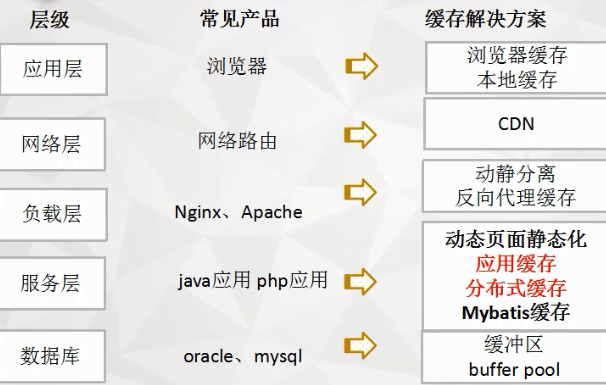 层级 常见产品 缓存解决方案
应用层 浏览器 浏览器缓存
本地缓存
网络层 网络路由 CDN
负载层 Nginx、Apache 动静分离
反向代理缓存
服务层 java应用 php应用 动态页面静态化
应用缓存
分布式缓存
Mybatis缓存
数据库 oracle、mysql 缓冲区
buffer pool